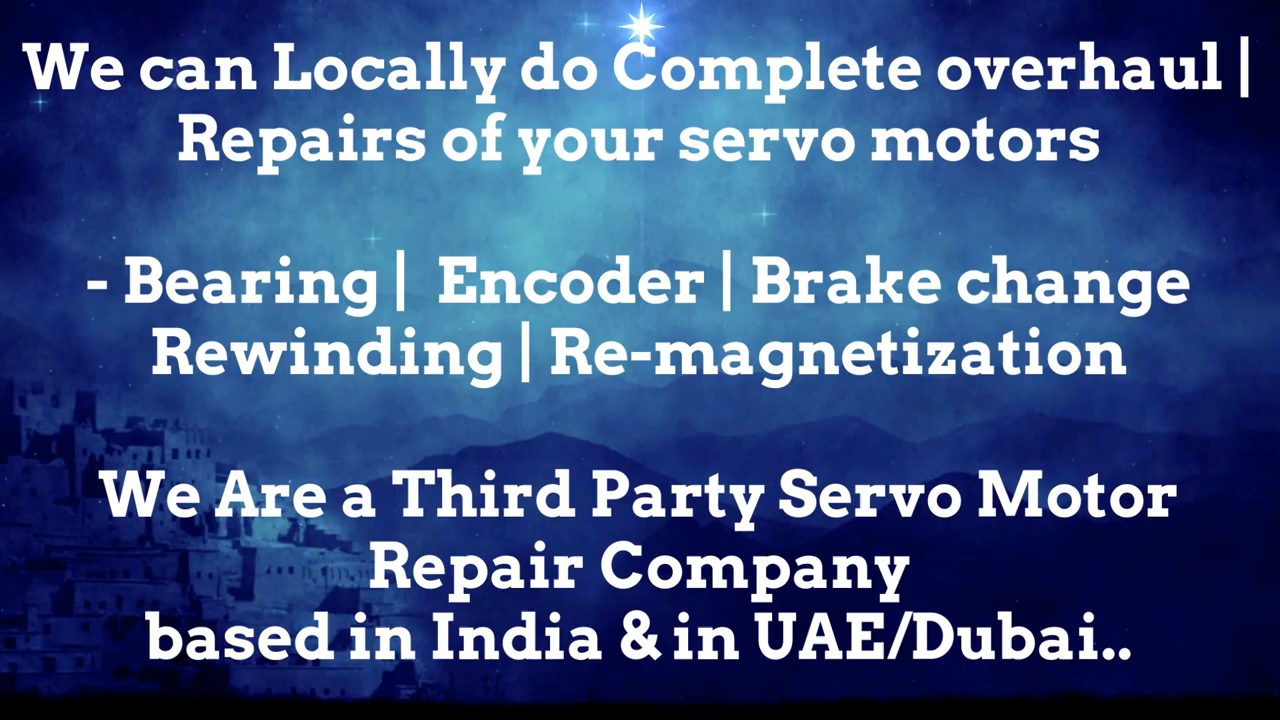 We can Locally do Complete overhaul |
Repairs of your servo motors
- Bearing |  Encoder | Brake change
Rewinding | Re-magnetization
We Are a Third Party Servo Motor
Repair Company
based in India & in UAE/Dubai..